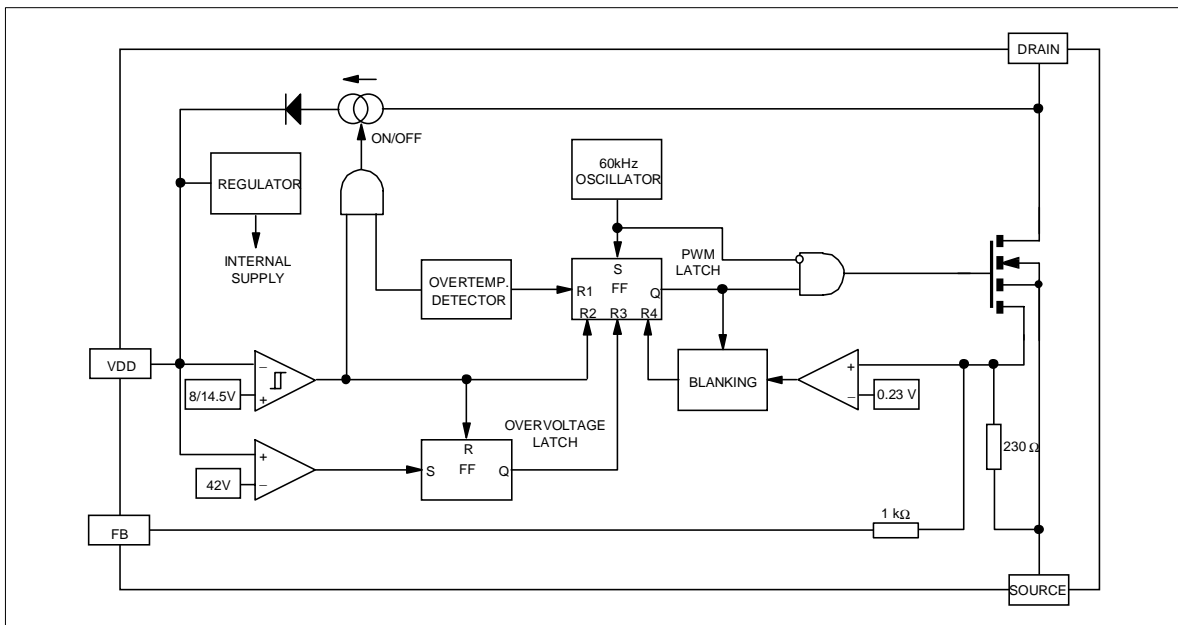 DRAIN
ON/OFF
60kHz
OSCILLATOR
REGULATOR
INTERNAL
SUPPLY
PWM
LATCH
S
FF
R1
Q
R2 R3 R4
OVERTEMP.
DETECTOR
VDD
−
8/14.5V
+
BLANKING
+
−
0.23 V
OVERVOLTAGE
LATCH
R
FF
S
Q
+
−
42V
230 Ω
1 kΩ
FB
SOURCE